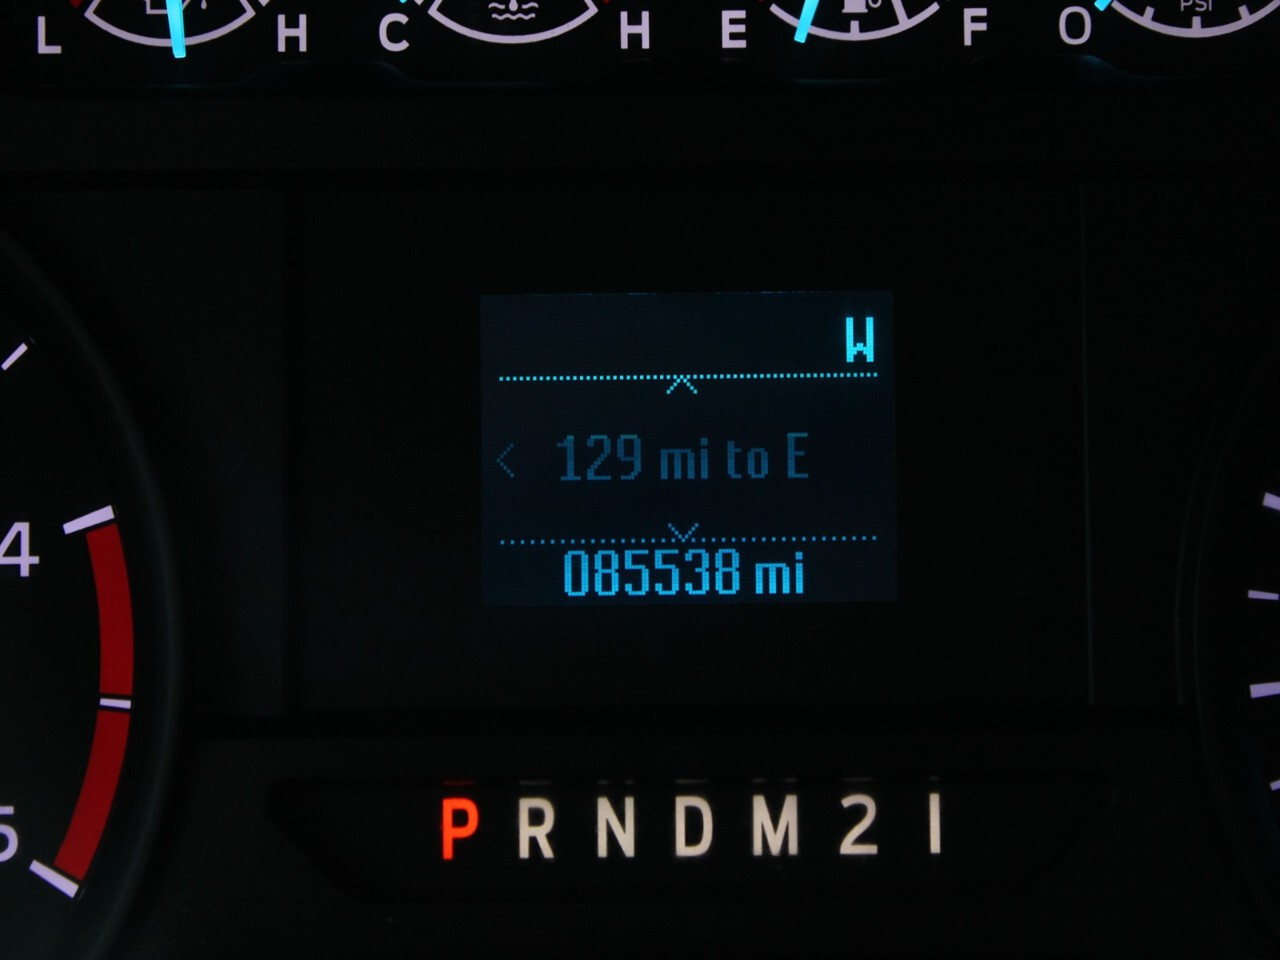 L H C H E F O PSI
W
129 mi to E
085538 mi
4
5
P R N D M 2 1